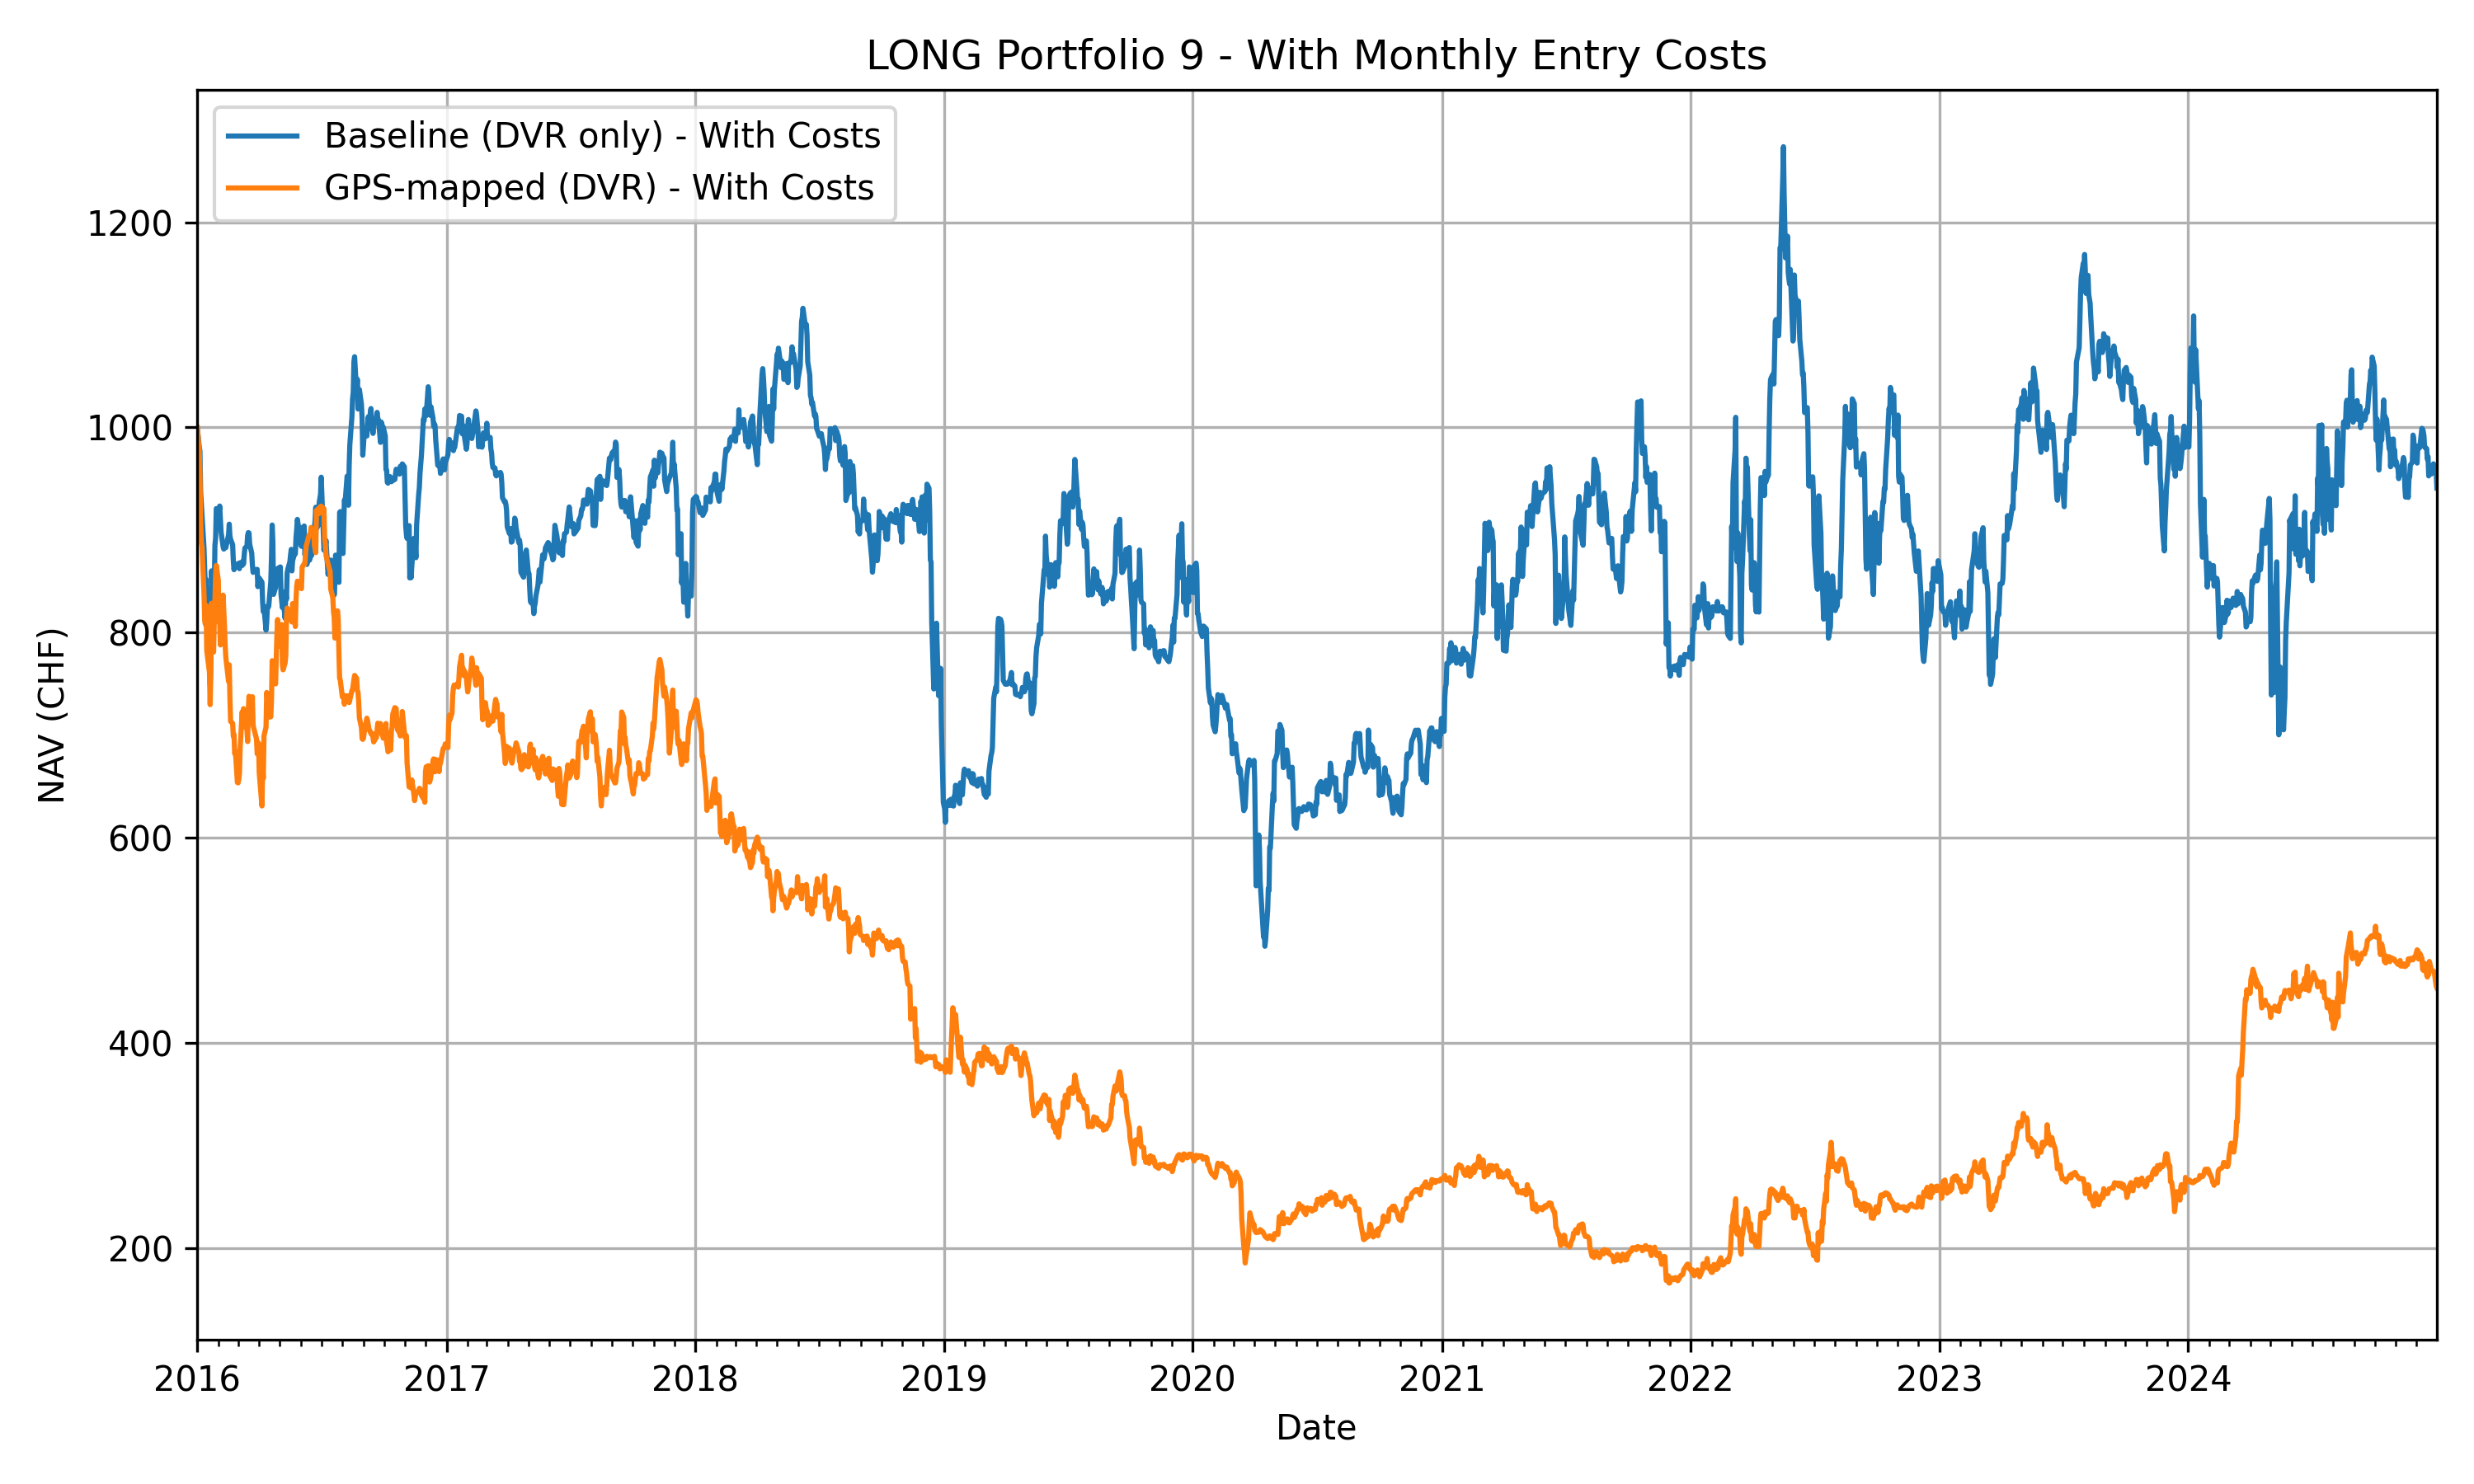 LONG Portfolio 9 - With Monthly Entry Costs
Baseline (DVR only) - With Costs
GPS-mapped (DVR) - With Costs
1200
1000
800
600
400
200
NAV (CHF)
2016 2017 2018 2019 2020 2021 2022 2023 2024
Date